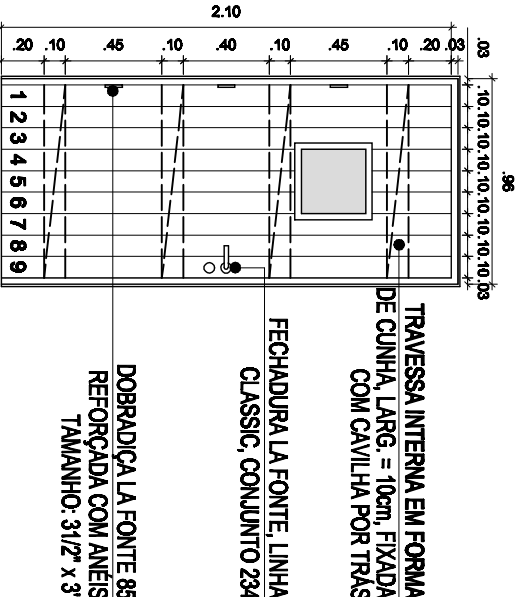 2.10
.20 .10 .45 .10 .40 .10 .45 .10 .20 .03
.03
.10 .10 .10 .10 .10 .10 .10 .10 .10 .03
.96
1 2 3 4 5 6 7 8 9
TRAVESSA INTERNA EM FORMA
DE CUNHA, LARG. = 10cm, FIXADA
COM CAVILHA POR TRÁS
FECHADURA LA FONTE, LINHA
CLASSIC, CONJUNTO 234
DOBRADIÇA LA FONTE 85
REFORÇADA COM ANÉIS
TAMANHO: 31/2" x 3"